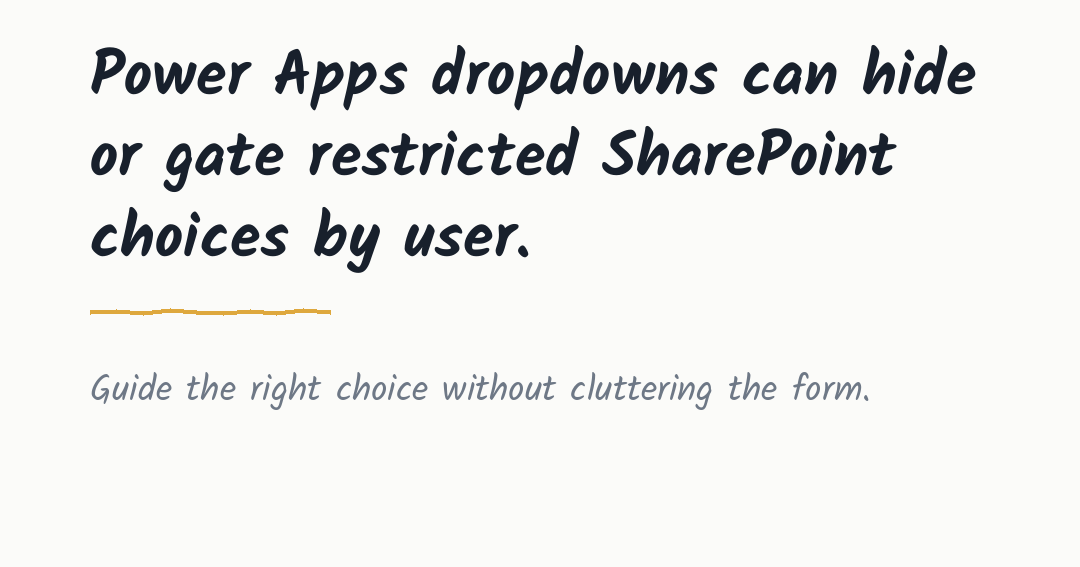 Power Apps dropdowns can hide
or gate restricted SharePoint
choices by user.
Guide the right choice without cluttering the form.